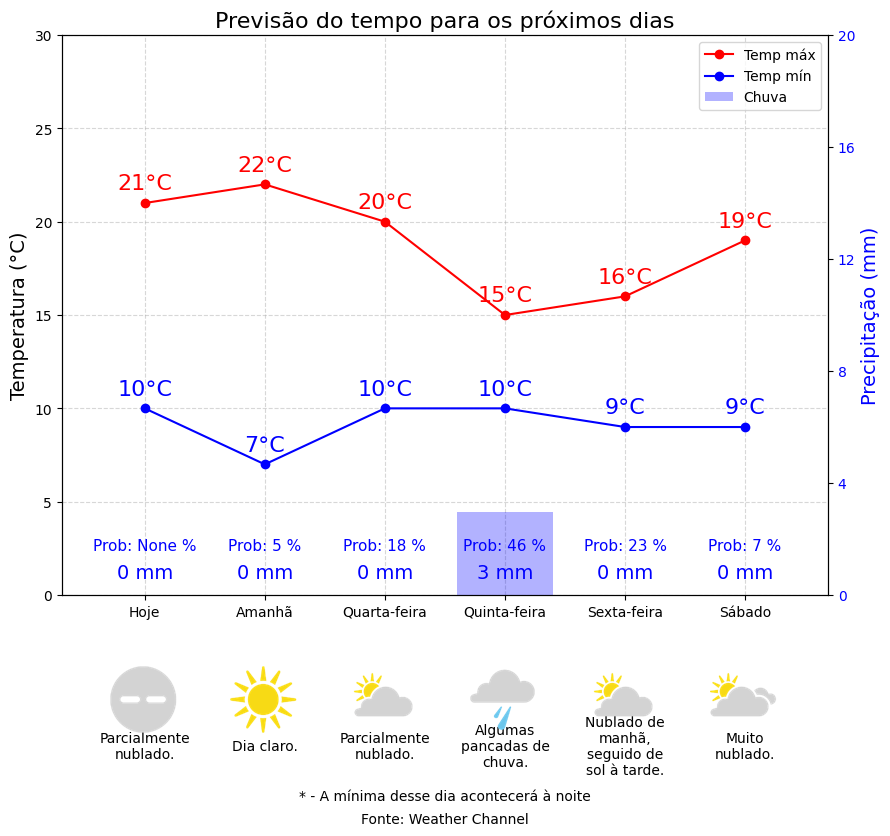 Previsão do tempo para os próximos dias
30
25
20
15
10
5
0
Temperatura (°C)
20
16
12
8
4
0
Precipitação (mm)
Temp máx
Temp mín
Chuva
21°C
22°C
20°C
15°C
16°C
19°C
10°C
7°C
10°C
10°C
9°C
9°C
Prob: None %
Prob: 5 %
Prob: 18 %
Prob: 46 %
Prob: 23 %
Prob: 7 %
0 mm
0 mm
0 mm
3 mm
0 mm
0 mm
Hoje
Amanhã
Quarta-feira
Quinta-feira
Sexta-feira
Sábado
Parcialmente
nublado.
Dia claro.
Parcialmente
nublado.
Algumas
pancadas de
chuva.
Nublado de
manhã,
seguido de
sol à tarde.
Muito
nublado.
* - A mínima desse dia acontecerá à noite
Fonte: Weather Channel